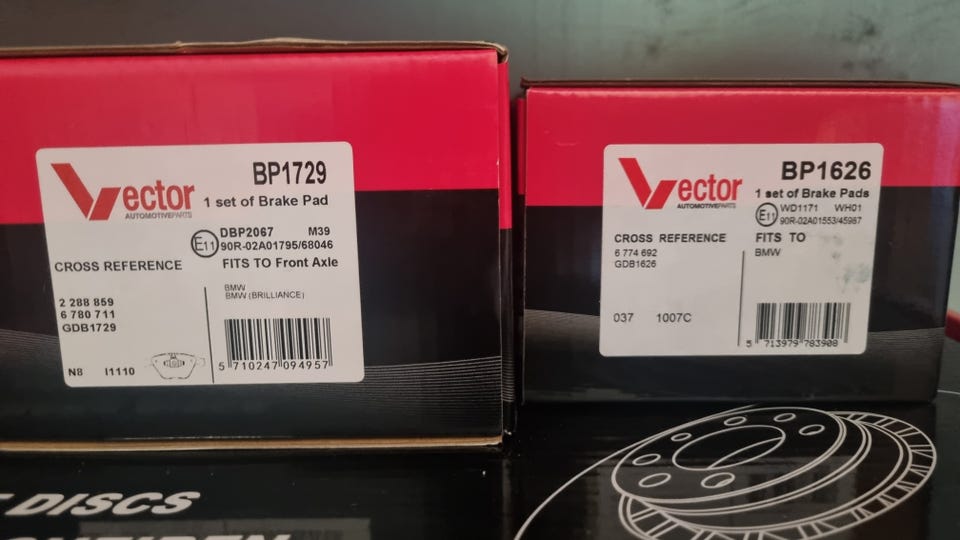 Vector
AUTOMOTIVEPARTS
BP1729
1 set of Brake Pad
E11
DBP2067 M39
90R-02A01795/68046
CROSS REFERENCE
FITS TO Front Axle
2 288 859
6 780 711
GDB1729
BMW
BMW (BRILLIANCE)
N8 I1110
5 710247 094957
Vector
AUTOMOTIVEPARTS
BP1626
1 set of Brake Pads
E11
WD1171 WH01
90R-02A01553/45987
CROSS REFERENCE
FITS TO
6 774 692
GDB1626
BMW
037 1007C
5 713979 783908
DISCS